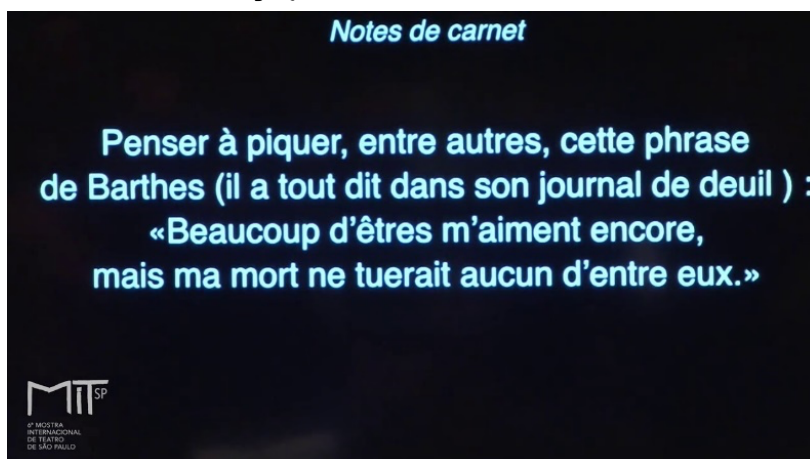 Notes de carnet
Penser à piquer, entre autres, cette phrase
de Barthes (il a tout dit dans son journal de deuil ) :
«Beaucoup d'êtres m'aiment encore,
mais ma mort ne tuerait aucun d'entre eux.»
MiTsp
6ª MOSTRA
INTERNACIONAL
DE TEATRO
DE SÃO PAULO